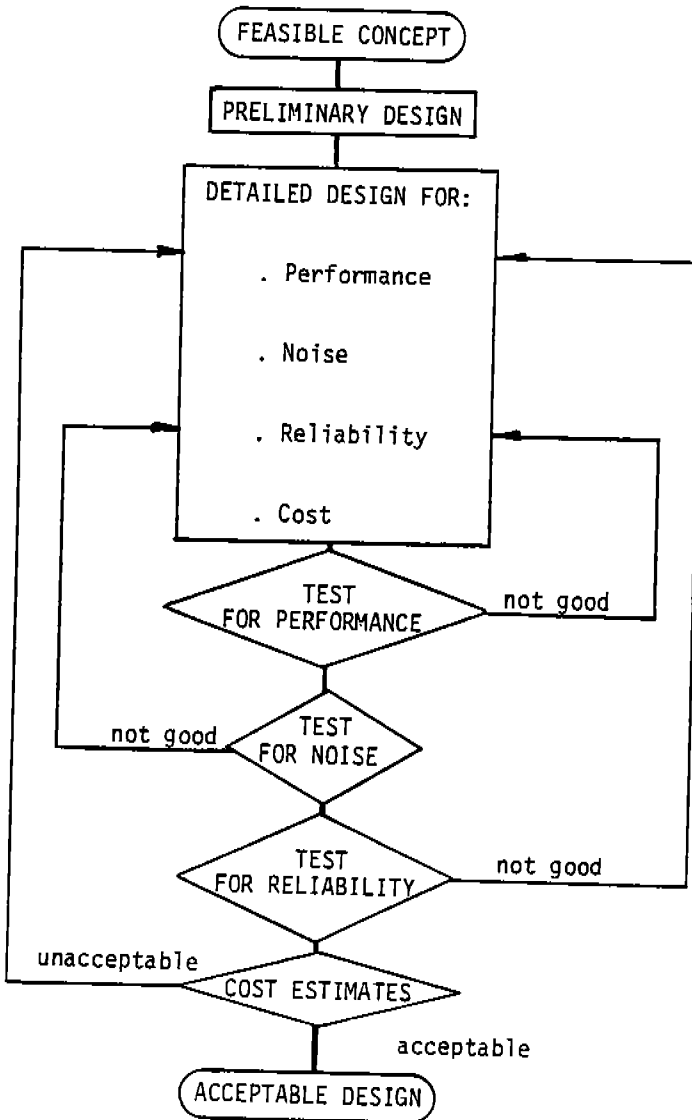 FEASIBLE CONCEPT
PRELIMINARY DESIGN
DETAILED DESIGN FOR:
. Performance
. Noise
. Reliability
. Cost
TEST
FOR PERFORMANCE
not good
TEST
FOR NOISE
not good
TEST
FOR RELIABILITY
not good
unacceptable
COST ESTIMATES
acceptable
ACCEPTABLE DESIGN